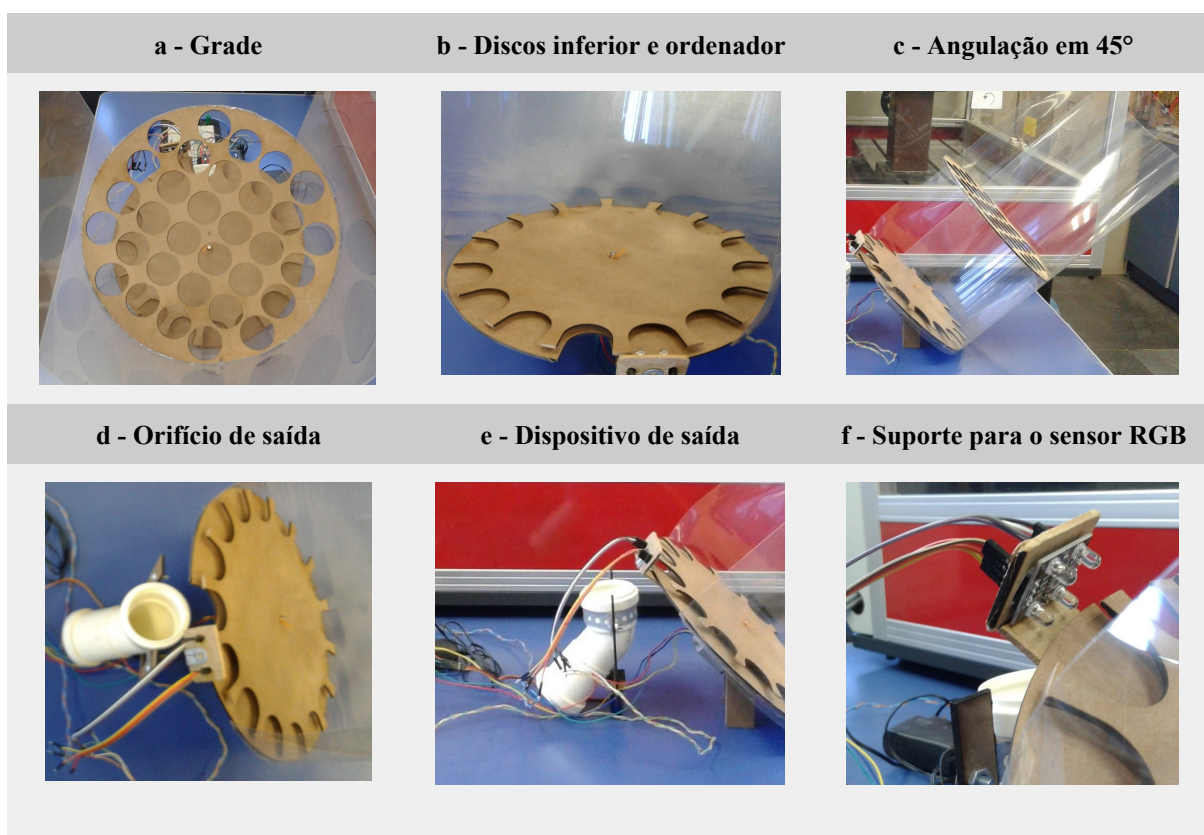 a - Grade
b - Discos inferior e ordenador
c - Angulação em 45°
d - Orifício de saída
e - Dispositivo de saída
f - Suporte para o sensor RGB